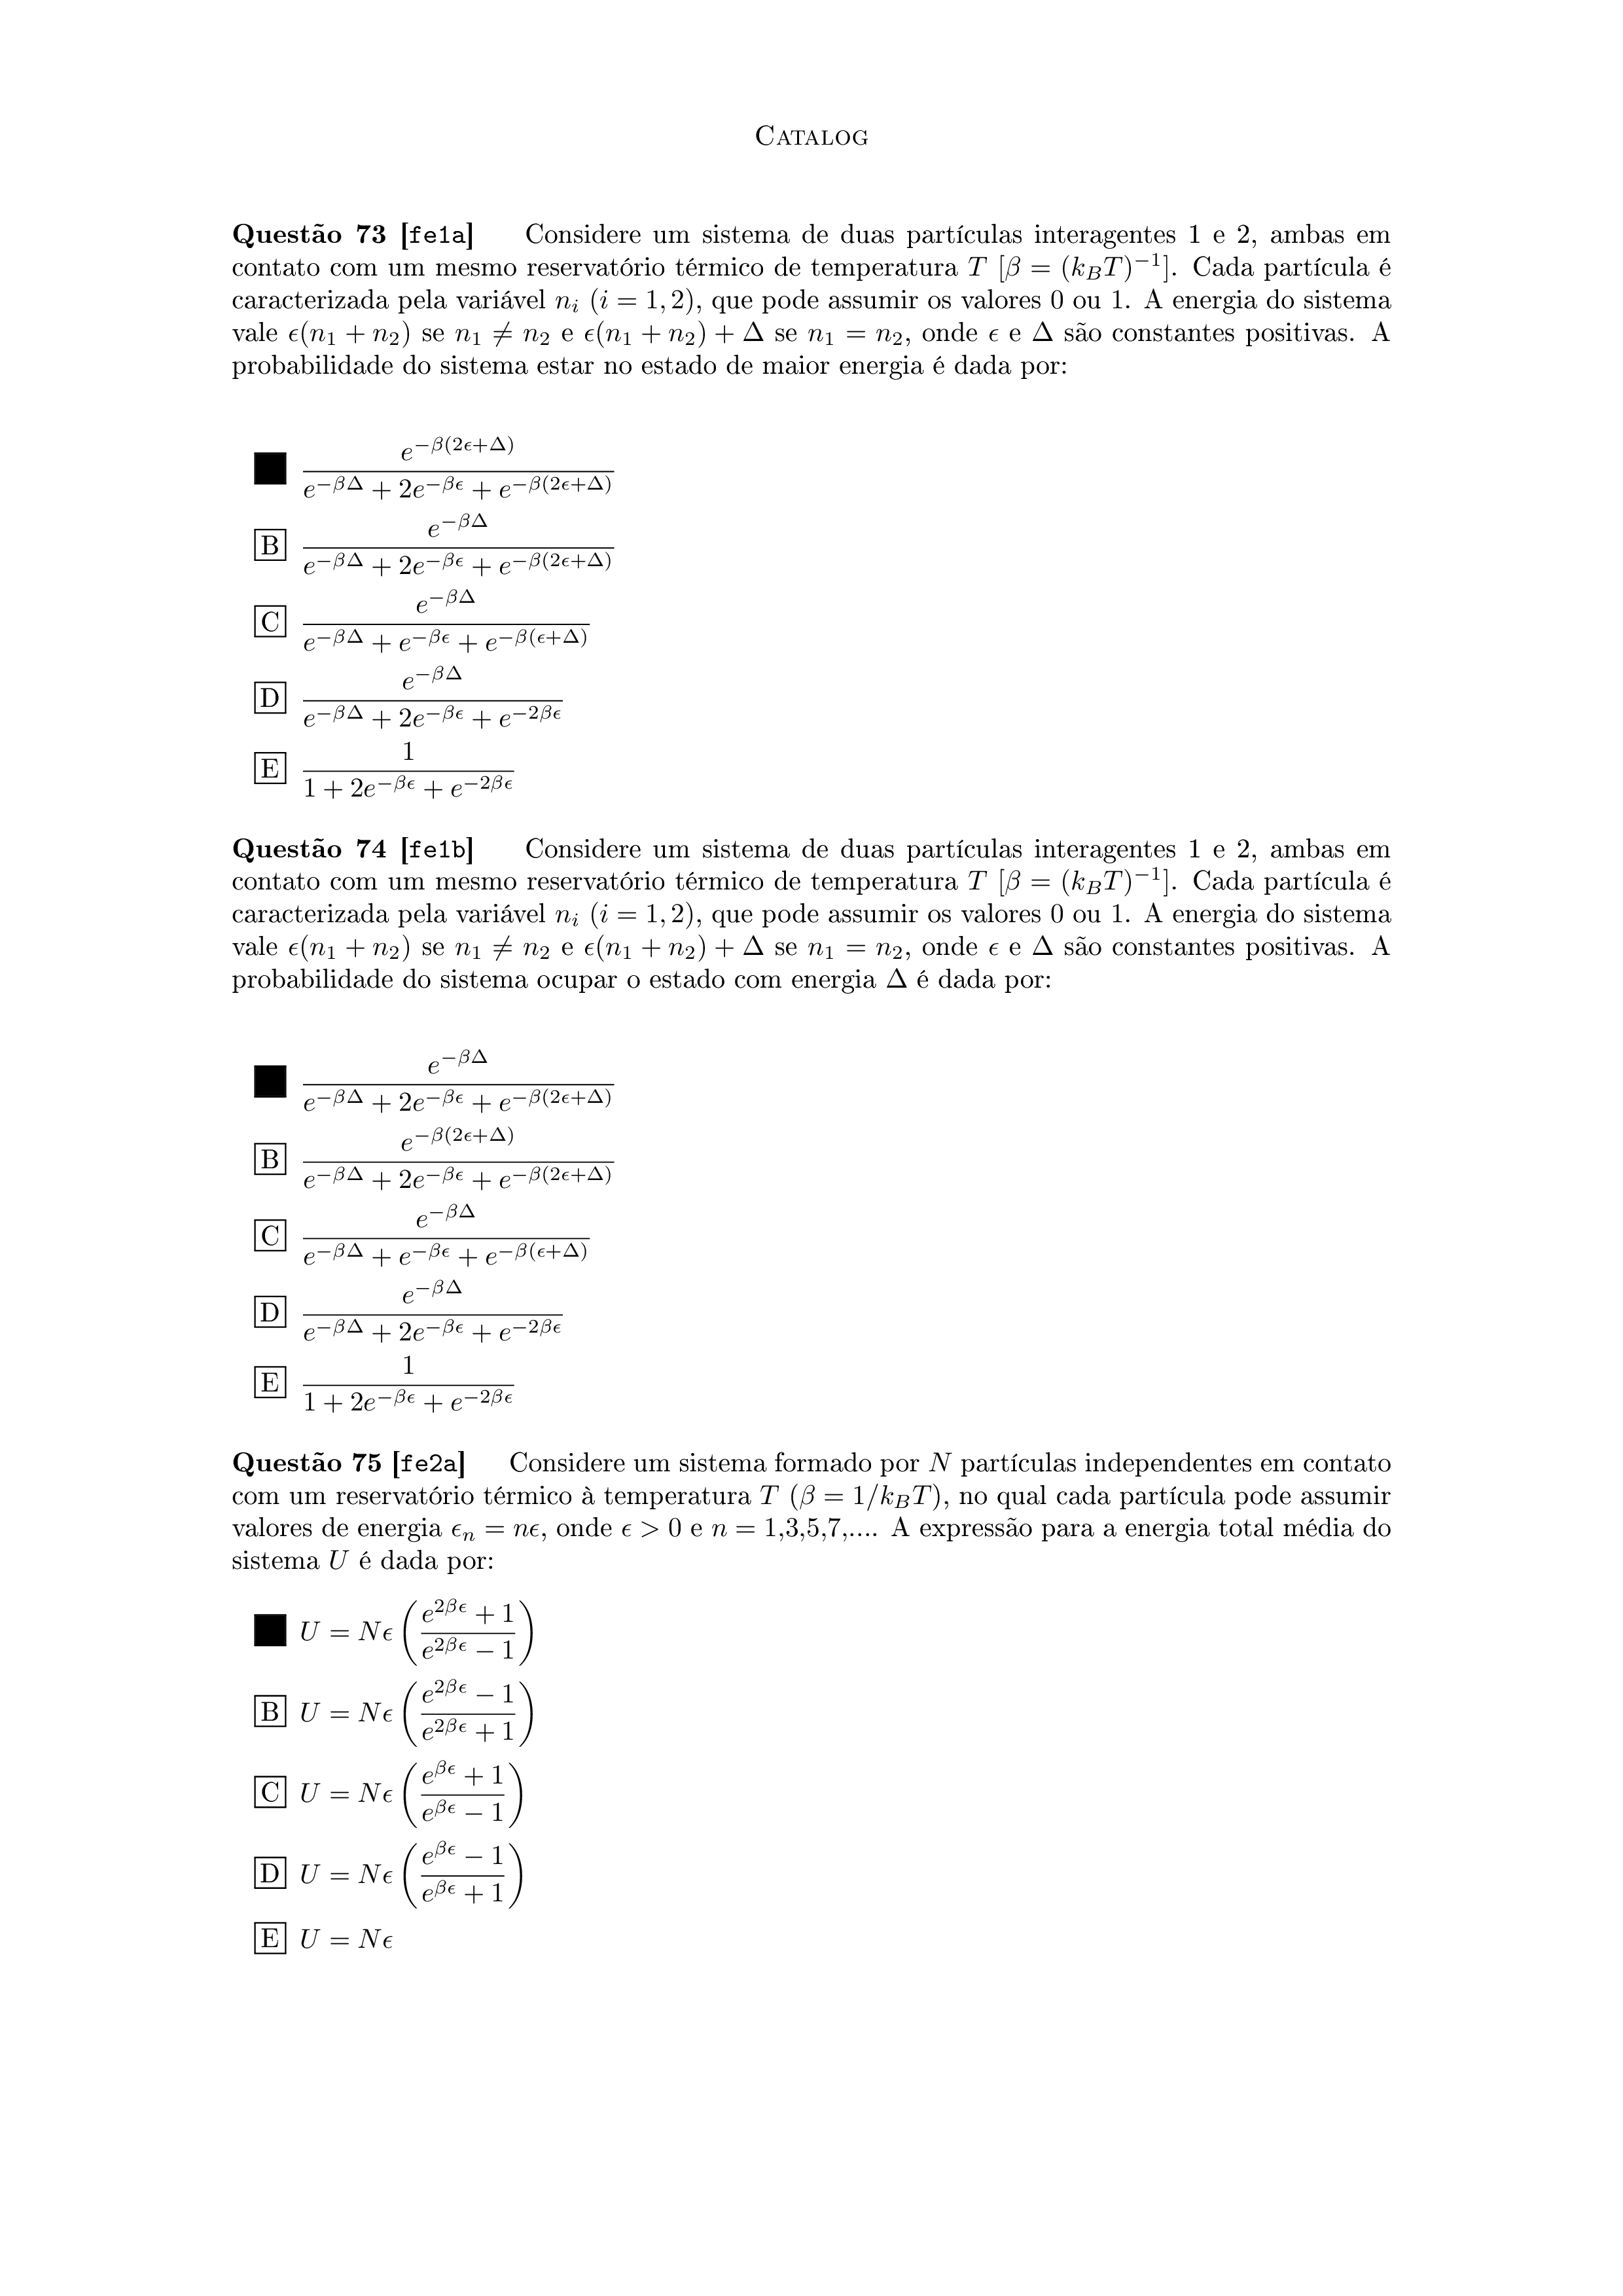 CATALOG
Questão 73 [fe1a] Considere um sistema de duas partículas interagentes 1 e 2, ambas em
contato com um mesmo reservatório térmico de temperatura $T$ $[\beta = (k_B T)^{-1}]$. Cada partícula é
caracterizada pela variável $n_i$ $(i = 1, 2)$, que pode assumir os valores 0 ou 1. A energia do sistema
vale $\epsilon(n_1 + n_2)$ se $n_1 \neq n_2$ e $\epsilon(n_1 + n_2) + \Delta$ se $n_1 = n_2$, onde $\epsilon$ e $\Delta$ são constantes positivas. A
probabilidade do sistema estar no estado de maior energia é dada por:
■ $\frac{e^{-\beta(2\epsilon+\Delta)}}{e^{-\beta\Delta} + 2e^{-\beta\epsilon} + e^{-\beta(2\epsilon+\Delta)}}$
B $\frac{e^{-\beta\Delta}}{e^{-\beta\Delta} + 2e^{-\beta\epsilon} + e^{-\beta(2\epsilon+\Delta)}}$
C $\frac{e^{-\beta\Delta}}{e^{-\beta\Delta} + e^{-\beta\epsilon} + e^{-\beta(\epsilon+\Delta)}}$
D $\frac{e^{-\beta\Delta}}{e^{-\beta\Delta} + 2e^{-\beta\epsilon} + e^{-2\beta\epsilon}}$
E $\frac{1}{1 + 2e^{-\beta\epsilon} + e^{-2\beta\epsilon}}$
Questão 74 [fe1b] Considere um sistema de duas partículas interagentes 1 e 2, ambas em
contato com um mesmo reservatório térmico de temperatura $T$ $[\beta = (k_B T)^{-1}]$. Cada partícula é
caracterizada pela variável $n_i$ $(i = 1, 2)$, que pode assumir os valores 0 ou 1. A energia do sistema
vale $\epsilon(n_1 + n_2)$ se $n_1 \neq n_2$ e $\epsilon(n_1 + n_2) + \Delta$ se $n_1 = n_2$, onde $\epsilon$ e $\Delta$ são constantes positivas. A
probabilidade do sistema ocupar o estado com energia $\Delta$ é dada por:
■ $\frac{e^{-\beta\Delta}}{e^{-\beta\Delta} + 2e^{-\beta\epsilon} + e^{-\beta(2\epsilon+\Delta)}}$
B $\frac{e^{-\beta(2\epsilon+\Delta)}}{e^{-\beta\Delta} + 2e^{-\beta\epsilon} + e^{-\beta(2\epsilon+\Delta)}}$
C $\frac{e^{-\beta\Delta}}{e^{-\beta\Delta} + e^{-\beta\epsilon} + e^{-\beta(\epsilon+\Delta)}}$
D $\frac{e^{-\beta\Delta}}{e^{-\beta\Delta} + 2e^{-\beta\epsilon} + e^{-2\beta\epsilon}}$
E $\frac{1}{1 + 2e^{-\beta\epsilon} + e^{-2\beta\epsilon}}$
Questão 75 [fe2a] Considere um sistema formado por $N$ partículas independentes em contato
com um reservatório térmico à temperatura $T$ $(\beta = 1/k_B T)$, no qual cada partícula pode assumir
valores de energia $\epsilon_n = n\epsilon$, onde $\epsilon > 0$ e $n = $ 1,3,5,7,.... A expressão para a energia total média do
sistema $U$ é dada por:
■ $U = N\epsilon \left( \frac{e^{2\beta\epsilon} + 1}{e^{2\beta\epsilon} - 1} \right)$
B $U = N\epsilon \left( \frac{e^{2\beta\epsilon} - 1}{e^{2\beta\epsilon} + 1} \right)$
C $U = N\epsilon \left( \frac{e^{\beta\epsilon} + 1}{e^{\beta\epsilon} - 1} \right)$
D $U = N\epsilon \left( \frac{e^{\beta\epsilon} - 1}{e^{\beta\epsilon} + 1} \right)$
E $U = N\epsilon$